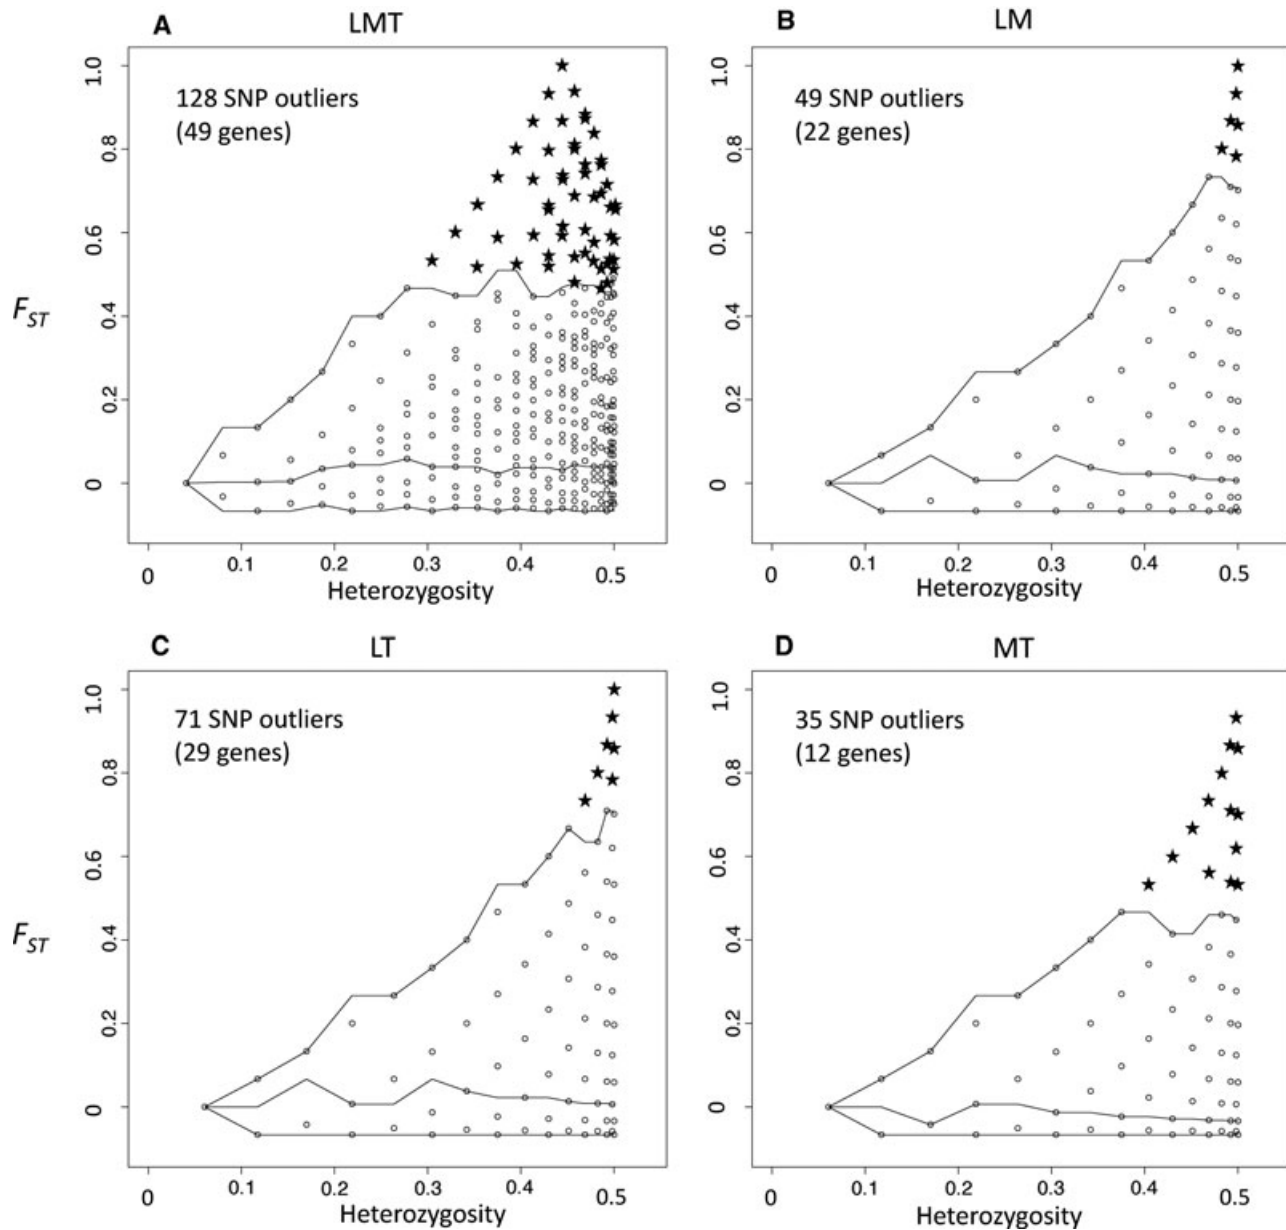 A LMT
128 SNP outliers
(49 genes)
F_ST
1.0
0.8
0.6
0.4
0.2
0
0 0.1 0.2 0.3 0.4 0.5
Heterozygosity
B LM
49 SNP outliers
(22 genes)
1.0
0.8
0.6
0.4
0.2
0
0 0.1 0.2 0.3 0.4 0.5
Heterozygosity
C LT
71 SNP outliers
(29 genes)
F_ST
1.0
0.8
0.6
0.4
0.2
0
0 0.1 0.2 0.3 0.4 0.5
Heterozygosity
D MT
35 SNP outliers
(12 genes)
1.0
0.8
0.6
0.4
0.2
0
0 0.1 0.2 0.3 0.4 0.5
Heterozygosity